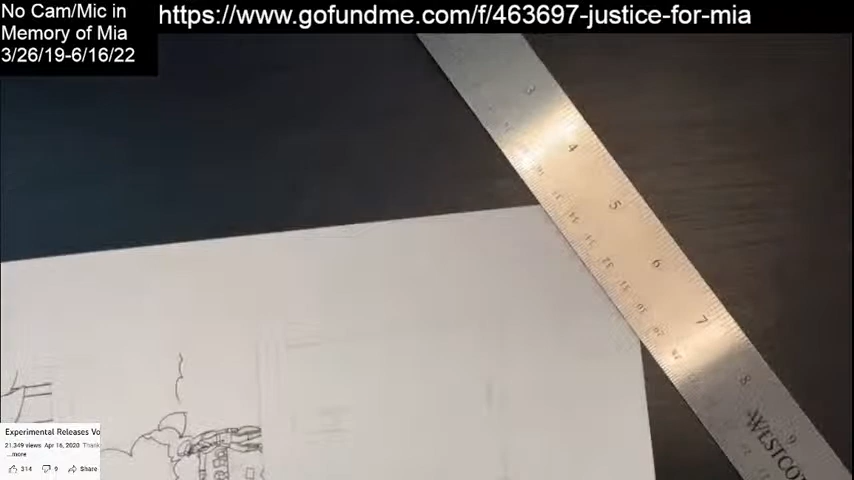 No Cam/Mic in
Memory of Mia
3/26/19-6/16/22
https://www.gofundme.com/f/463697-justice-for-mia
3
4
5
6
7
8
9
WESTCO
Experimental Releases Vo
21,349 views Apr 16, 2020 Thank
...more
314
9
Share